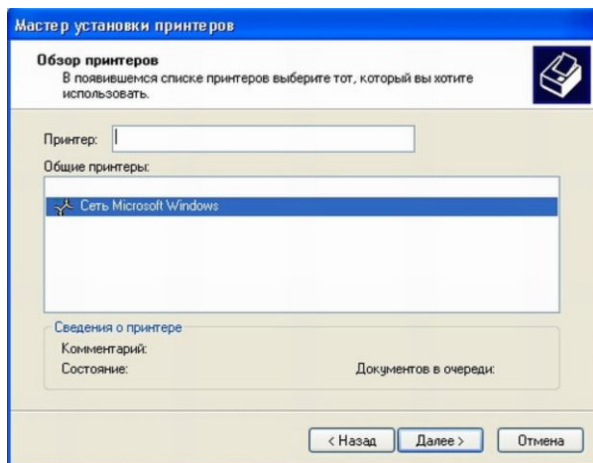 Мастер установки принтеров
Обзор принтеров
В появившемся списке принтеров выберите тот, который вы хотите
использовать.
Принтер:
Общие принтеры:
Сеть Microsoft Windows
Сведения о принтере
Комментарий:
Состояние: Документов в очереди:
< Назад Далее > Отмена